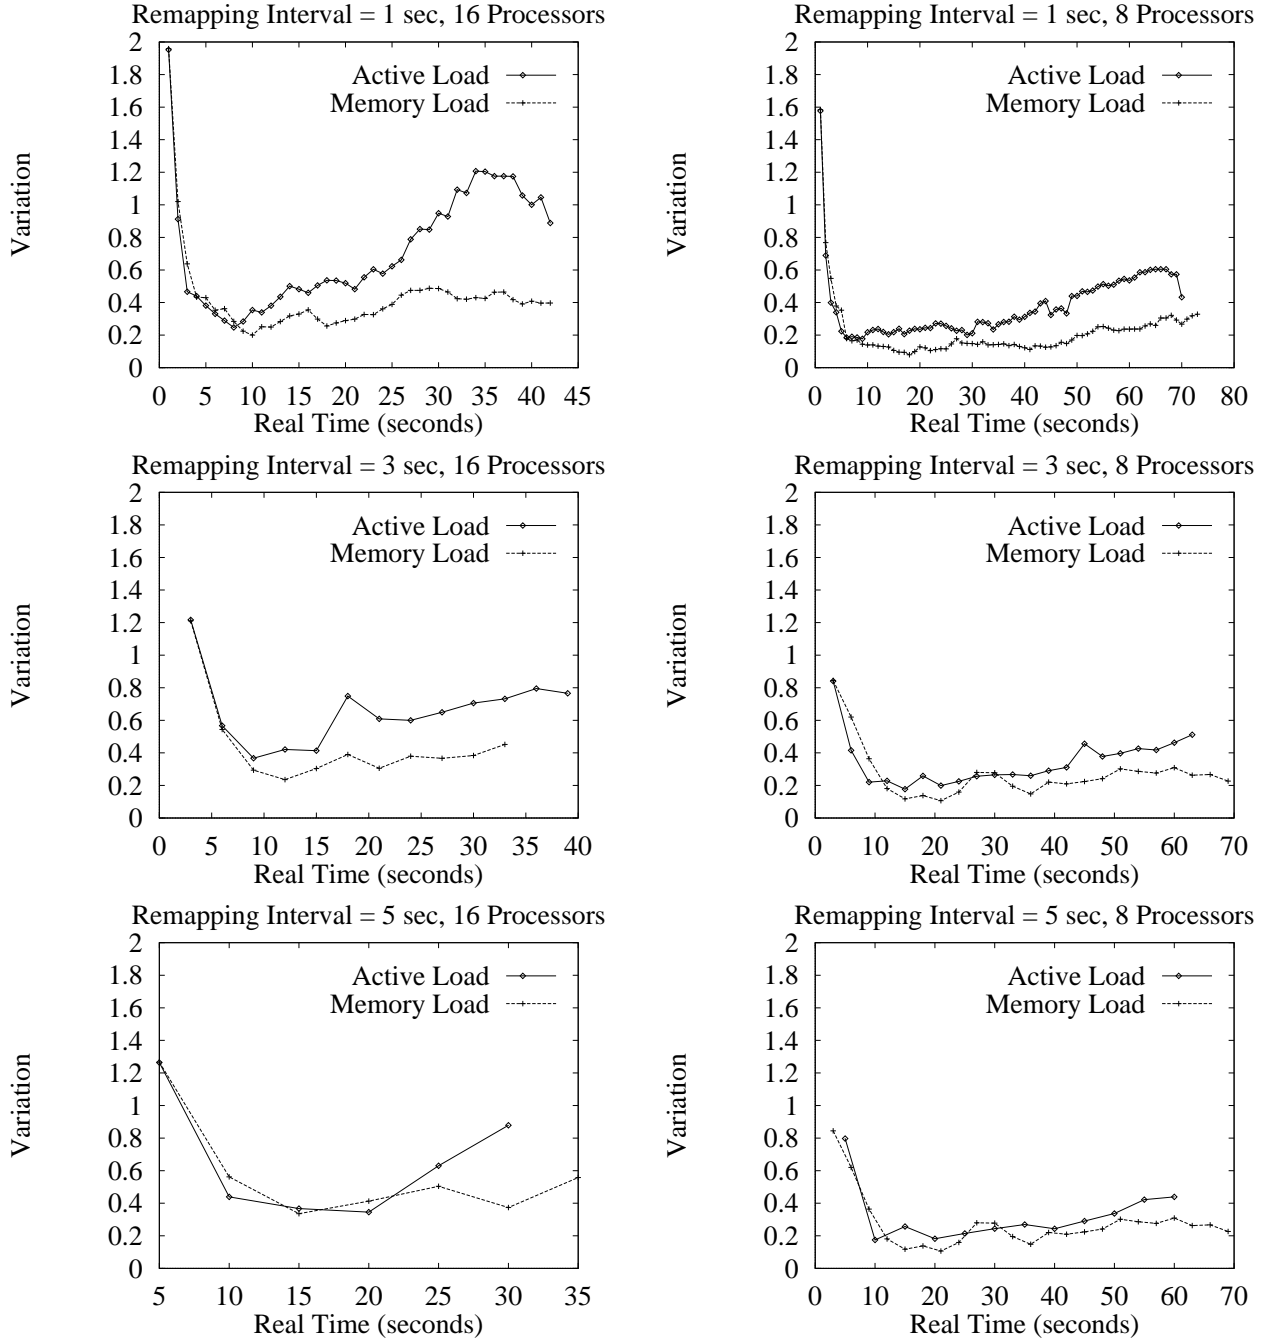 Remapping Interval = 1 sec, 16 Processors
2
1.8
1.6
1.4
1.2
1
0.8
0.6
0.4
0.2
0
Variation
Active Load
Memory Load
0 5 10 15 20 25 30 35 40 45
Real Time (seconds)
Remapping Interval = 1 sec, 8 Processors
2
1.8
1.6
1.4
1.2
1
0.8
0.6
0.4
0.2
0
Variation
Active Load
Memory Load
0 10 20 30 40 50 60 70 80
Real Time (seconds)
Remapping Interval = 3 sec, 16 Processors
2
1.8
1.6
1.4
1.2
1
0.8
0.6
0.4
0.2
0
Variation
Active Load
Memory Load
0 5 10 15 20 25 30 35 40
Real Time (seconds)
Remapping Interval = 3 sec, 8 Processors
2
1.8
1.6
1.4
1.2
1
0.8
0.6
0.4
0.2
0
Variation
Active Load
Memory Load
0 10 20 30 40 50 60 70
Real Time (seconds)
Remapping Interval = 5 sec, 16 Processors
2
1.8
1.6
1.4
1.2
1
0.8
0.6
0.4
0.2
0
Variation
Active Load
Memory Load
5 10 15 20 25 30 35
Real Time (seconds)
Remapping Interval = 5 sec, 8 Processors
2
1.8
1.6
1.4
1.2
1
0.8
0.6
0.4
0.2
0
Variation
Active Load
Memory Load
0 10 20 30 40 50 60 70
Real Time (seconds)